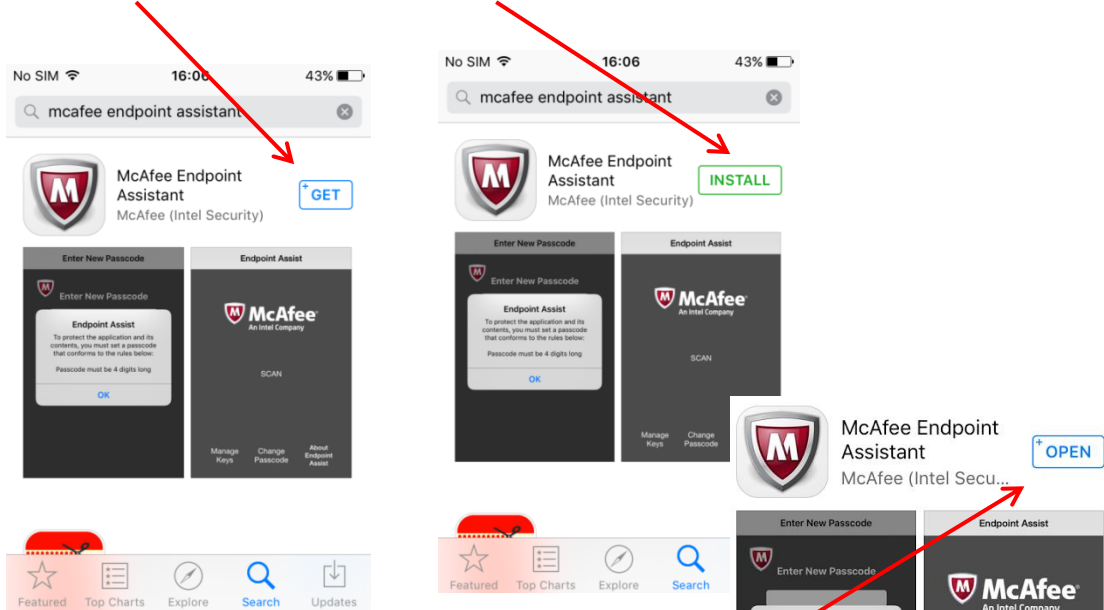 No SIM 16:06 43%
mcafee endpoint assistant
McAfee Endpoint
Assistant
McAfee (Intel Security)
+ GET
Enter New Passcode
Enter New Passcode
Endpoint Assist
To protect the application and its
contents, you must set a passcode
that conforms to the rules below:
Passcode must be 4 digits long
OK
Endpoint Assist
McAfee
An Intel Company
SCAN
Manage
Keys
Change
Passcode
About
Endpoint
Assist
Featured
Top Charts
Explore
Search
Updates
No SIM 16:06 43%
mcafee endpoint assistant
McAfee Endpoint
Assistant
McAfee (Intel Security)
INSTALL
Enter New Passcode
Enter New Passcode
Endpoint Assist
To protect the application and its
contents, you must set a passcode
that conforms to the rules below:
Passcode must be 4 digits long
OK
Endpoint Assist
McAfee
An Intel Company
SCAN
Manage
Keys
Change
Passcode
Featured
Top Charts
Explore
Search
McAfee Endpoint
Assistant
McAfee (Intel Secu...
+ OPEN
Enter New Passcode
Enter New Passcode
Endpoint Assist
McAfee
An Intel Company